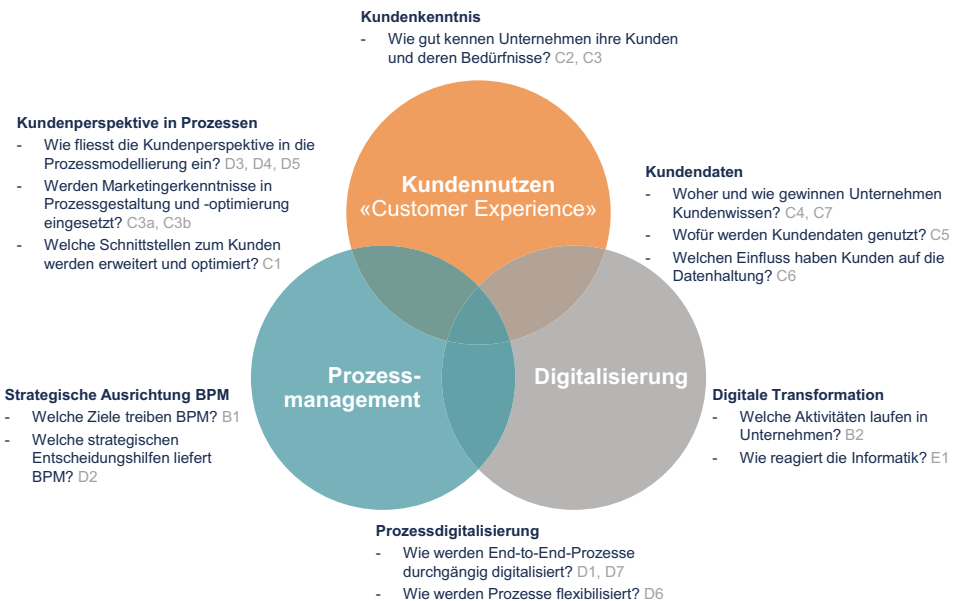 Kundenkenntnis
- Wie gut kennen Unternehmen ihre Kunden
und deren Bedürfnisse? C2, C3
Kundenperspektive in Prozessen
- Wie fliesst die Kundenperspektive in die
Prozessmodellierung ein? D3, D4, D5
- Werden Marketingerkenntnisse in
Prozessgestaltung und -optimierung
eingesetzt? C3a, C3b
- Welche Schnittstellen zum Kunden
werden erweitert und optimiert? C1
Kundennutzen
«Customer Experience»
Kundendaten
- Woher und wie gewinnen Unternehmen
Kundenwissen? C4, C7
- Wofür werden Kundendaten genutzt? C5
- Welchen Einfluss haben Kunden auf die
Datenhaltung? C6
Prozess-
management
Digitalisierung
Strategische Ausrichtung BPM
- Welche Ziele treiben BPM? B1
- Welche strategischen
Entscheidungshilfen liefert
BPM? D2
Digitale Transformation
- Welche Aktivitäten laufen in
Unternehmen? B2
- Wie reagiert die Informatik? E1
Prozessdigitalisierung
- Wie werden End-to-End-Prozesse
durchgängig digitalisiert? D1, D7
- Wie werden Prozesse flexibilisiert? D6